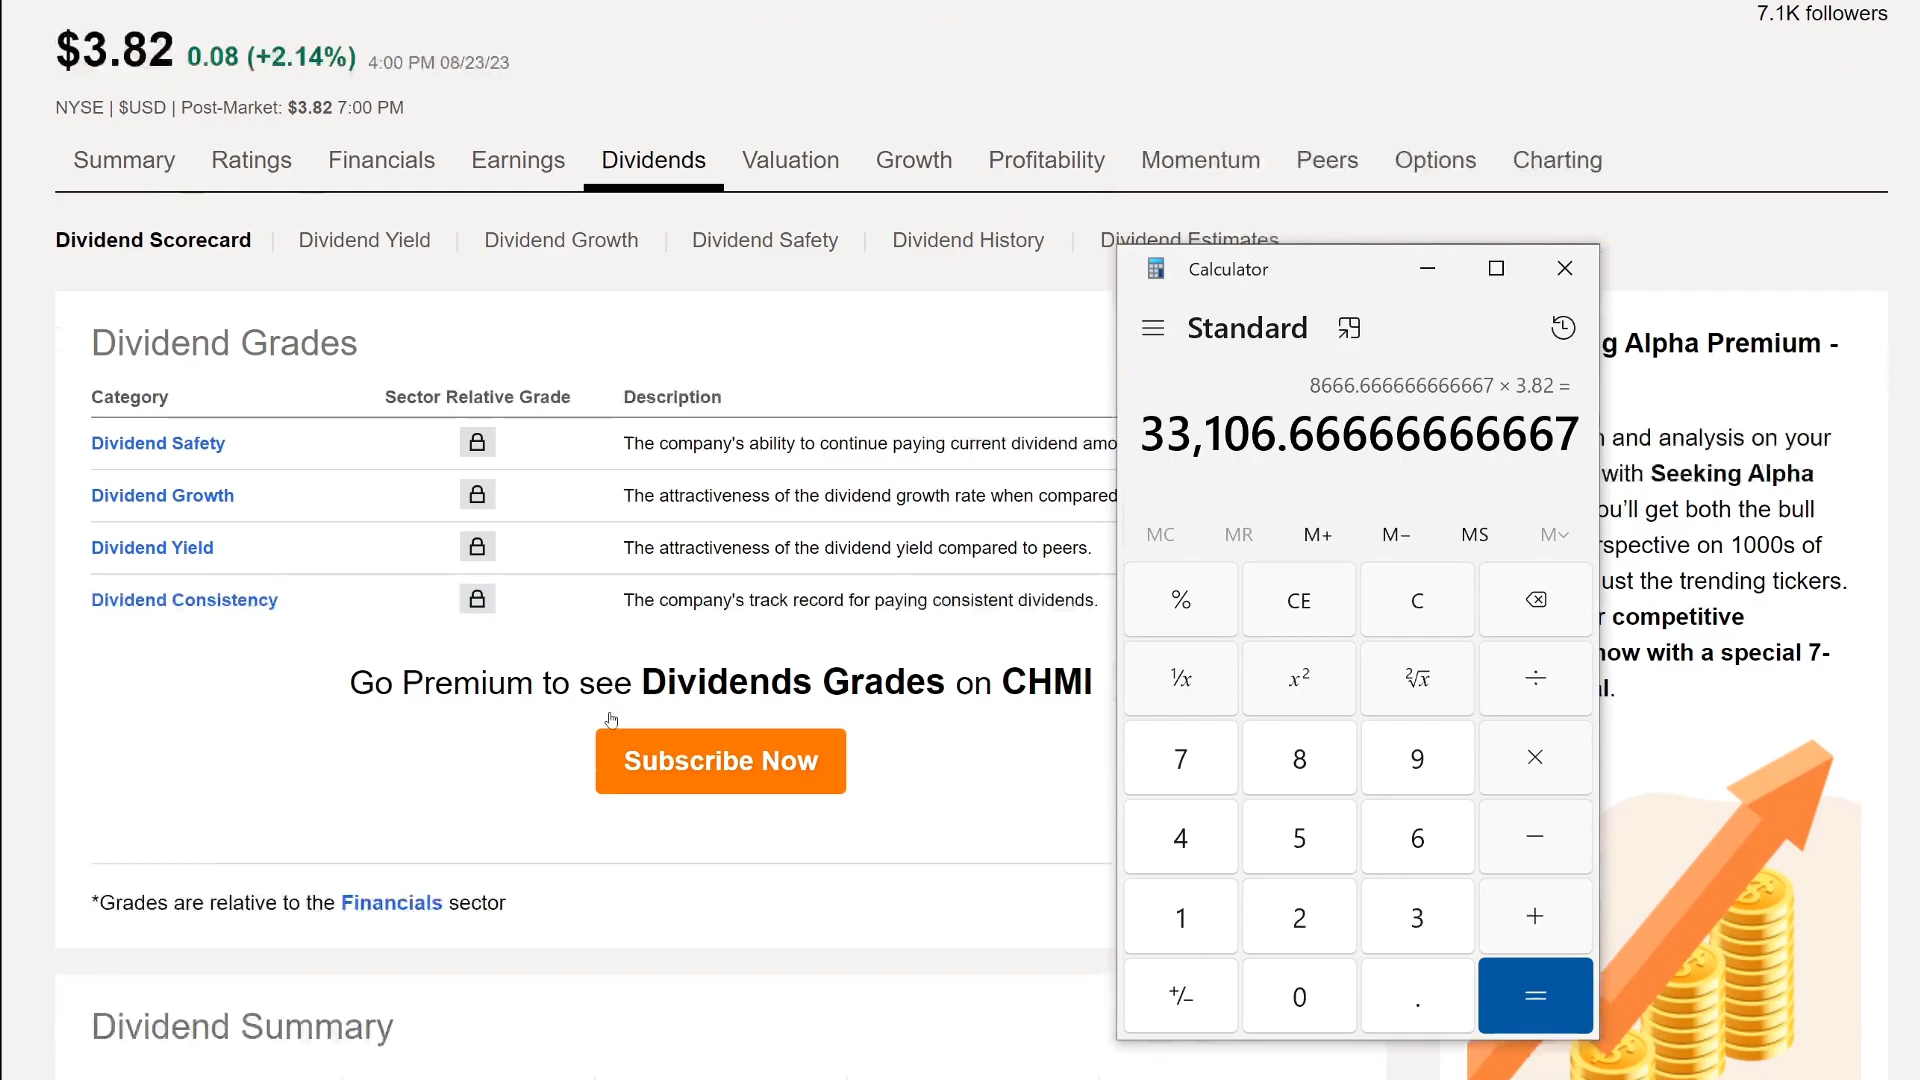 7.1K followers
$3.82 0.08 (+2.14%) 4:00 PM 08/23/23
NYSE | $USD | Post-Market: $3.82 7:00 PM
Summary Ratings Financials Earnings Dividends Valuation Growth Profitability Momentum Peers Options Charting
Dividend Scorecard | Dividend Yield | Dividend Growth | Dividend Safety | Dividend History | Dividend Estimates
Dividend Grades
Category Sector Relative Grade Description
Dividend Safety The company's ability to continue paying current dividend amo
Dividend Growth The attractiveness of the dividend growth rate when compared
Dividend Yield The attractiveness of the dividend yield compared to peers.
Dividend Consistency The company's track record for paying consistent dividends.
Go Premium to see Dividends Grades on CHMI
Subscribe Now
*Grades are relative to the Financials sector
Dividend Summary
Calculator
Standard
8666.666666666667 × 3.82 =
33,106.66666666667
MC MR M+ M− MS M
% CE C
¹/x x² ²√x ÷
7 8 9 ×
4 5 6 −
1 2 3 +
+/− 0 . =
g Alpha Premium -
and analysis on your
with Seeking Alpha
ou'll get both the bull
rspective on 1000s of
ust the trending tickers.
r competitive
now with a special 7-
l.